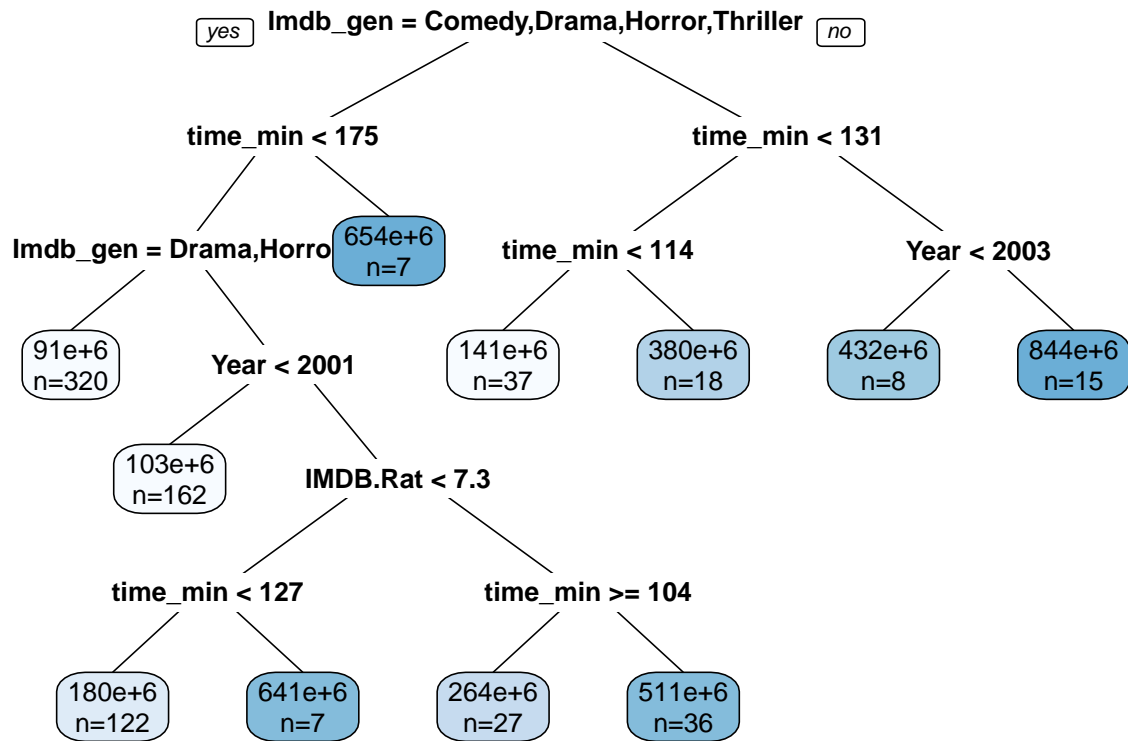 yes
Imdb_gen = Comedy,Drama,Horror,Thriller
no
time_min < 175
time_min < 131
Imdb_gen = Drama,Horro
654e+6
n=7
time_min < 114
Year < 2003
91e+6
n=320
Year < 2001
141e+6
n=37
380e+6
n=18
432e+6
n=8
844e+6
n=15
103e+6
n=162
IMDB.Rat < 7.3
time_min < 127
time_min >= 104
180e+6
n=122
641e+6
n=7
264e+6
n=27
511e+6
n=36